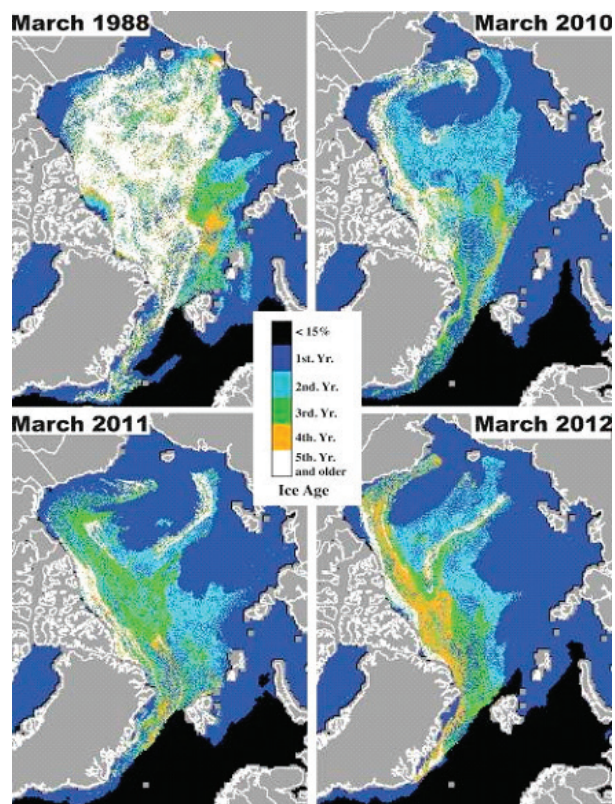 March 1988
March 2010
< 15%
1st. Yr.
2nd. Yr.
3rd. Yr.
4th. Yr.
5th. Yr.
and older
Ice Age
March 2011
March 2012